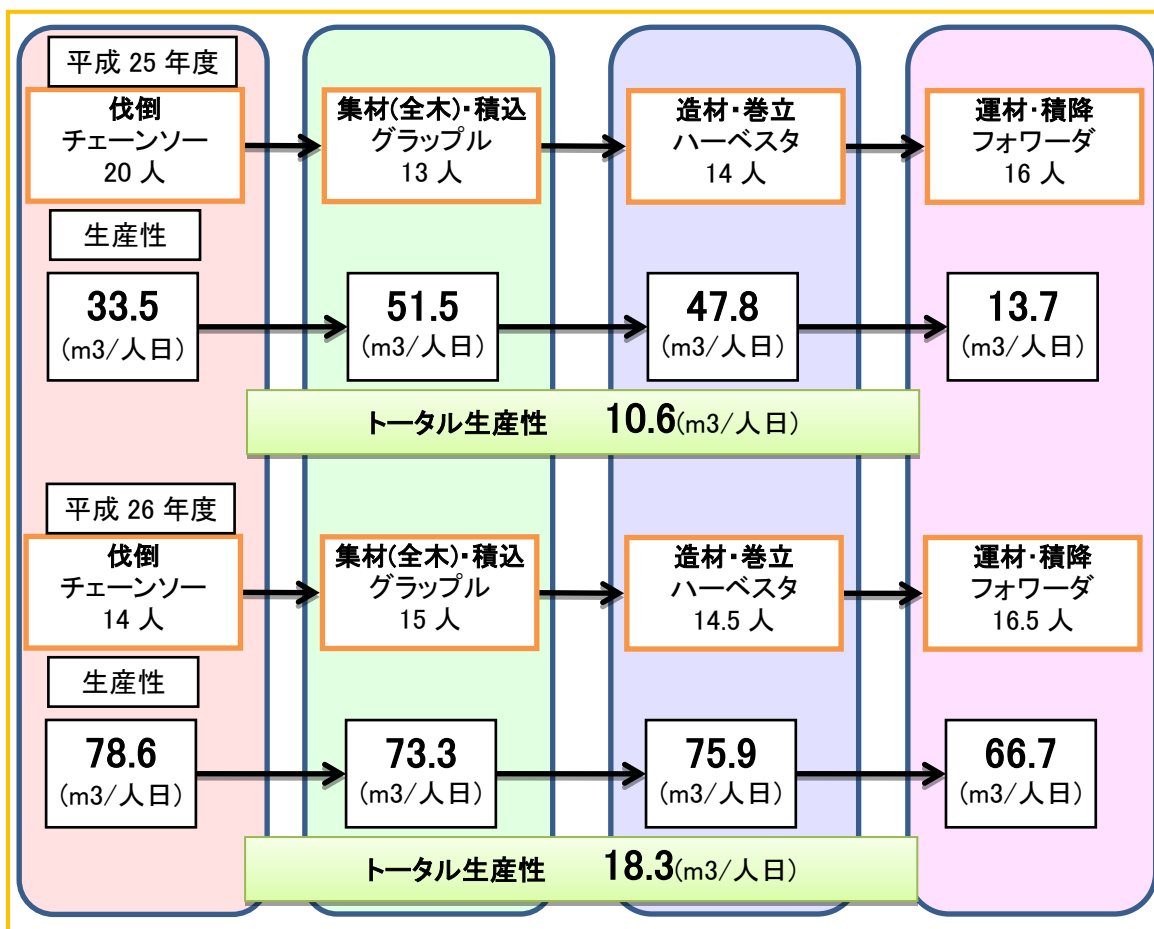 平成 25 年度
伐倒
チェーンソー
20 人
集材(全木)・積込
グラップル
13 人
造材・巻立
ハーベスタ
14 人
運材・積降
フォワーダ
16 人
生産性
33.5
(m3/人日)
51.5
(m3/人日)
47.8
(m3/人日)
13.7
(m3/人日)
トータル生産性 10.6(m3/人日)
平成 26 年度
伐倒
チェーンソー
14 人
集材(全木)・積込
グラップル
15 人
造材・巻立
ハーベスタ
14.5 人
運材・積降
フォワーダ
16.5 人
生産性
78.6
(m3/人日)
73.3
(m3/人日)
75.9
(m3/人日)
66.7
(m3/人日)
トータル生産性 18.3(m3/人日)